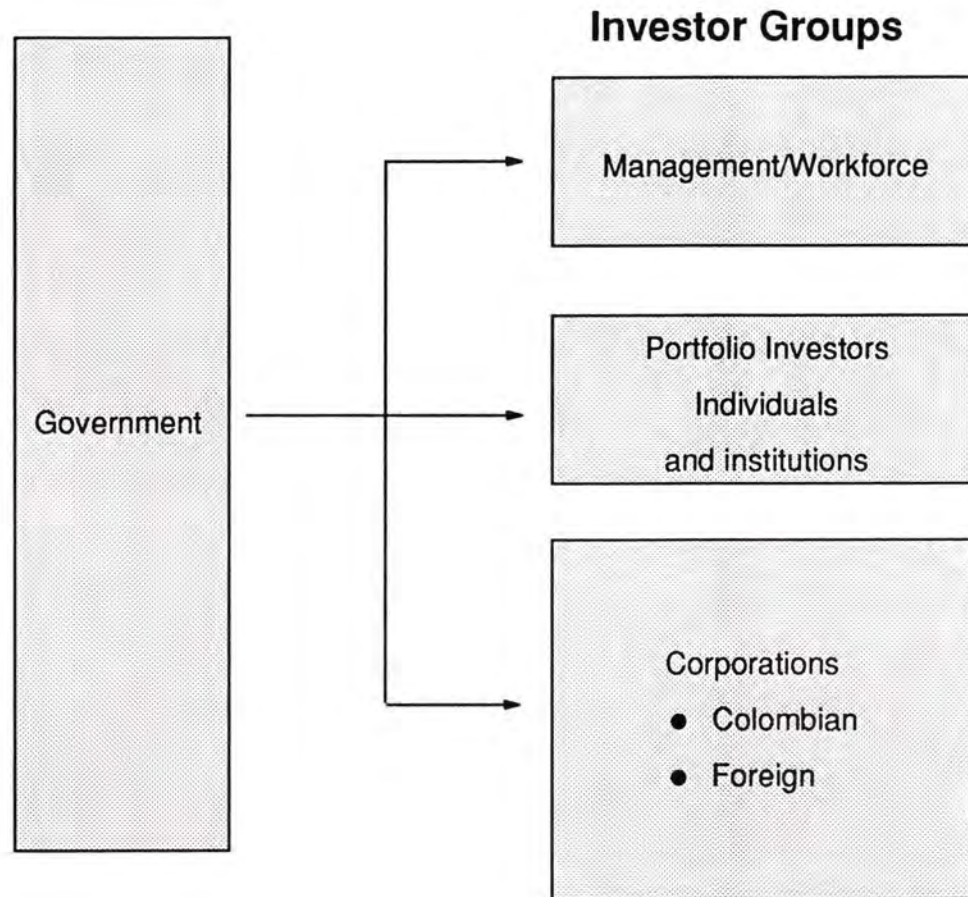 Investor Groups
Government
Management/Workforce
Portfolio Investors
Individuals
and institutions
Corporations
● Colombian
● Foreign